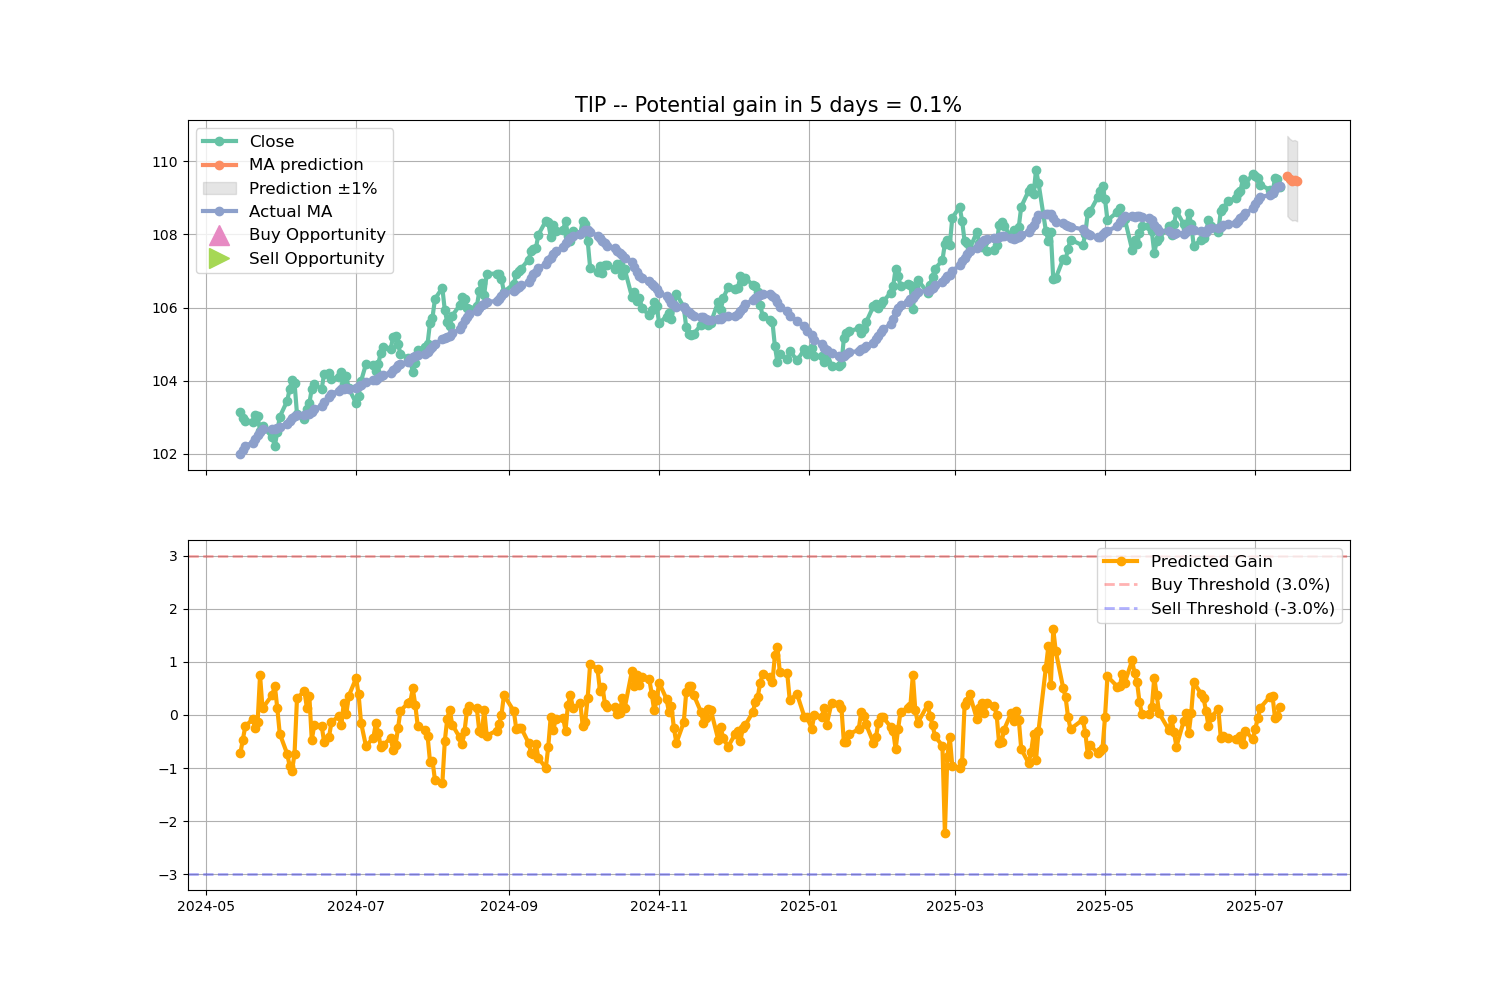 TIP -- Potential gain in 5 days = 0.1%
Close
MA prediction
Prediction ±1%
Actual MA
Buy Opportunity
Sell Opportunity
110
108
106
104
102
Predicted Gain
Buy Threshold (3.0%)
Sell Threshold (-3.0%)
3
2
1
0
−1
−2
−3
2024-05
2024-07
2024-09
2024-11
2025-01
2025-03
2025-05
2025-07